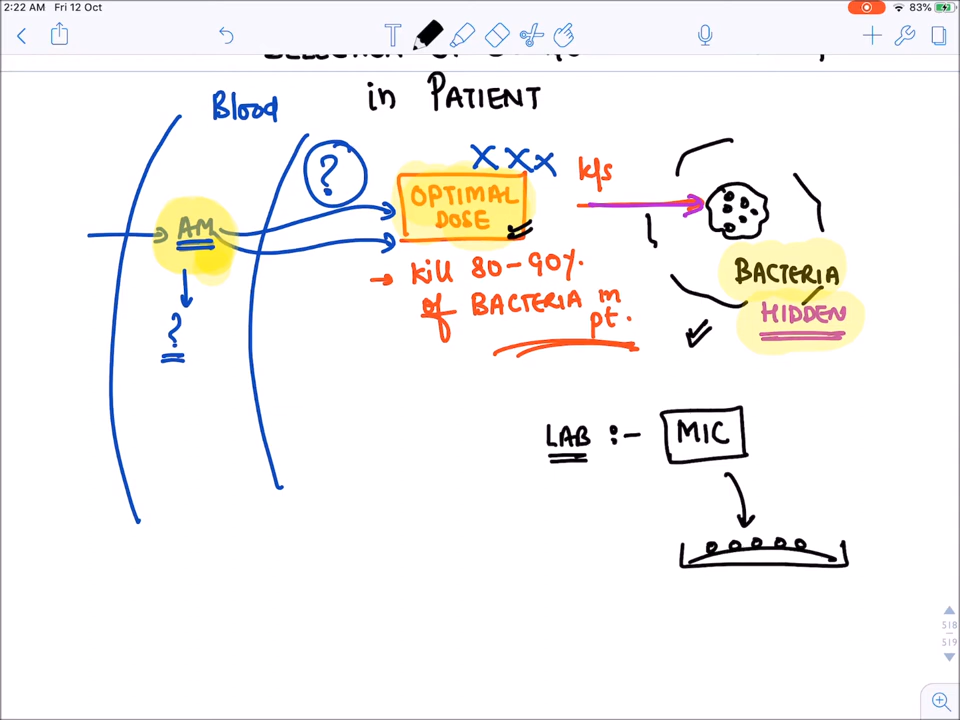 2:22 AM Fri 12 Oct
83%
T
in PATIENT
Blood
?
XXX
k/s
OPTIMAL
DOSE
AM
→ kill 80-90%.
of BACTERIA in
pt.
BACTERIA
HIDDEN
?
LAB :- MIC
518
519